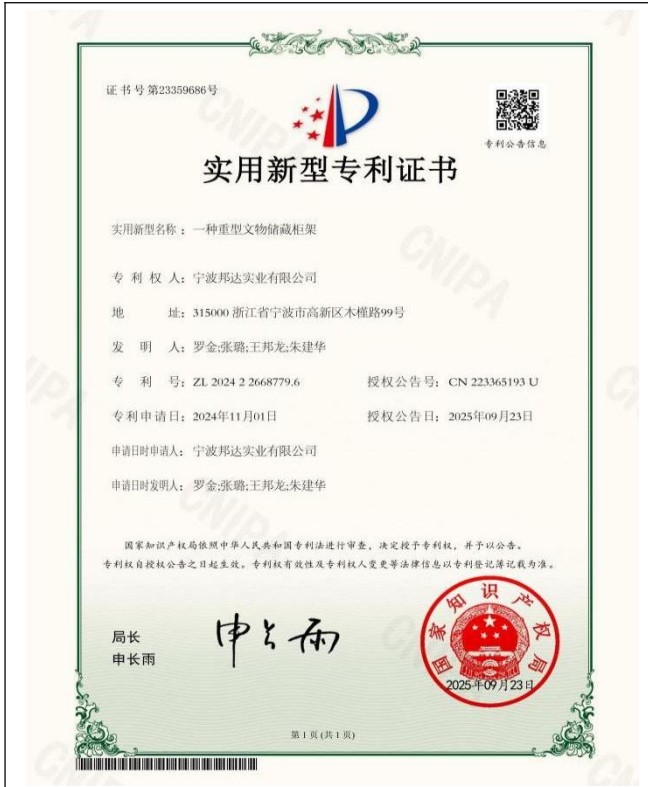 证书号第23359686号
专利公告信息
实用新型专利证书
实用新型名称：一种重型文物储藏柜架
专利权人：宁波邦达实业有限公司
地址：315000 浙江省宁波市高新区木槿路99号
发明人：罗金;张璐;王邦龙;朱建华
专利号：ZL 2024 2 2668779.6 授权公告号：CN 223365193 U
专利申请日：2024年11月01日 授权公告日：2025年09月23日
申请日时申请人：宁波邦达实业有限公司
申请日时发明人：罗金;张璐;王邦龙;朱建华
国家知识产权局依照中华人民共和国专利法进行审查，决定授予专利权，并予以公告。
专利权自授权公告之日起生效。专利权有效性及专利权人变更等法律信息以专利登记簿记载为准。
局长
申长雨
申长雨
国家知识产权局
2025年09月23日
第1页(共1页)
CNIPA